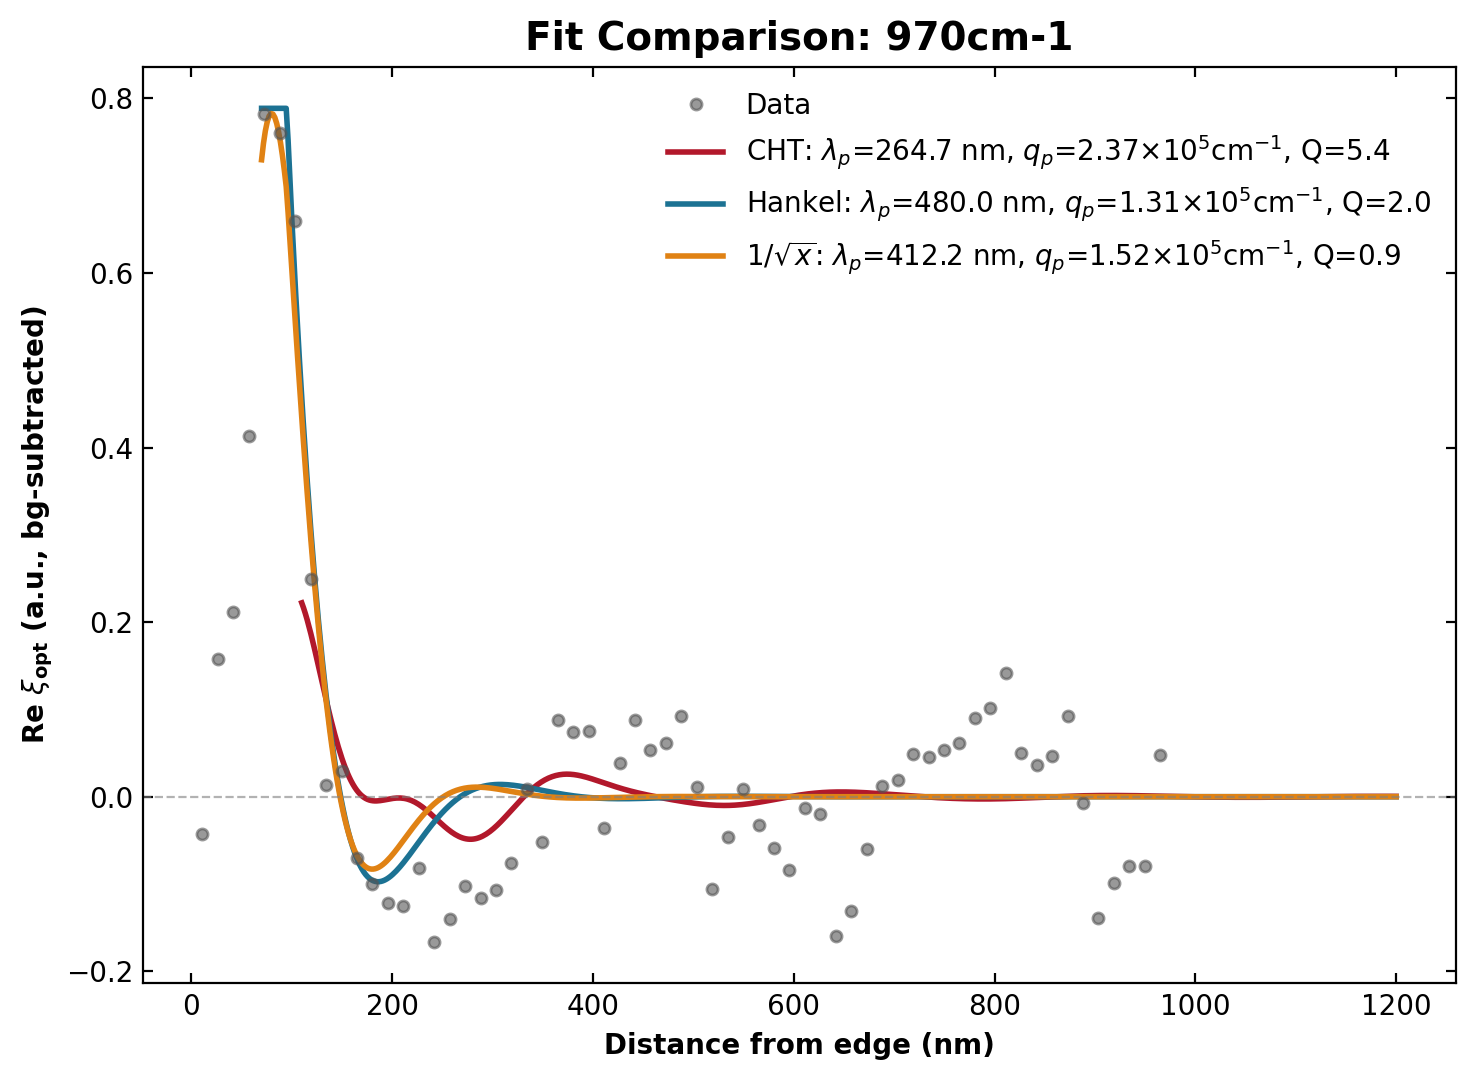 Fit Comparison: 970cm-1
Data
CHT: λp=264.7 nm, qp=2.37×10⁵cm⁻¹, Q=5.4
Hankel: λp=480.0 nm, qp=1.31×10⁵cm⁻¹, Q=2.0
1/√x: λp=412.2 nm, qp=1.52×10⁵cm⁻¹, Q=0.9
Re ξopt (a.u., bg-subtracted)
0.8
0.6
0.4
0.2
0.0
−0.2
0 200 400 600 800 1000 1200
Distance from edge (nm)